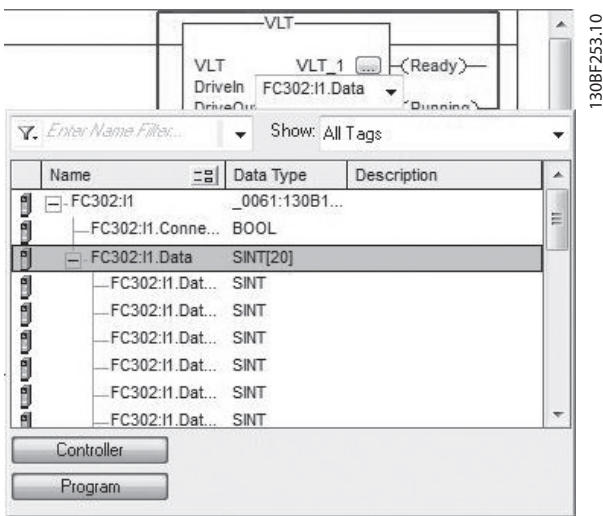 VLT
VLT VLT_1 ... (Ready)
DriveIn FC302:I1.Data
DriveOut (Running)
Enter Name Filter... Show: All Tags
Name Data Type Description
FC302:I1 _0061:130B1...
FC302:I1.Conne... BOOL
FC302:I1.Data SINT[20]
FC302:I1.Dat... SINT
FC302:I1.Dat... SINT
FC302:I1.Dat... SINT
FC302:I1.Dat... SINT
FC302:I1.Dat... SINT
FC302:I1.Dat... SINT
Controller
Program
130BF253.10